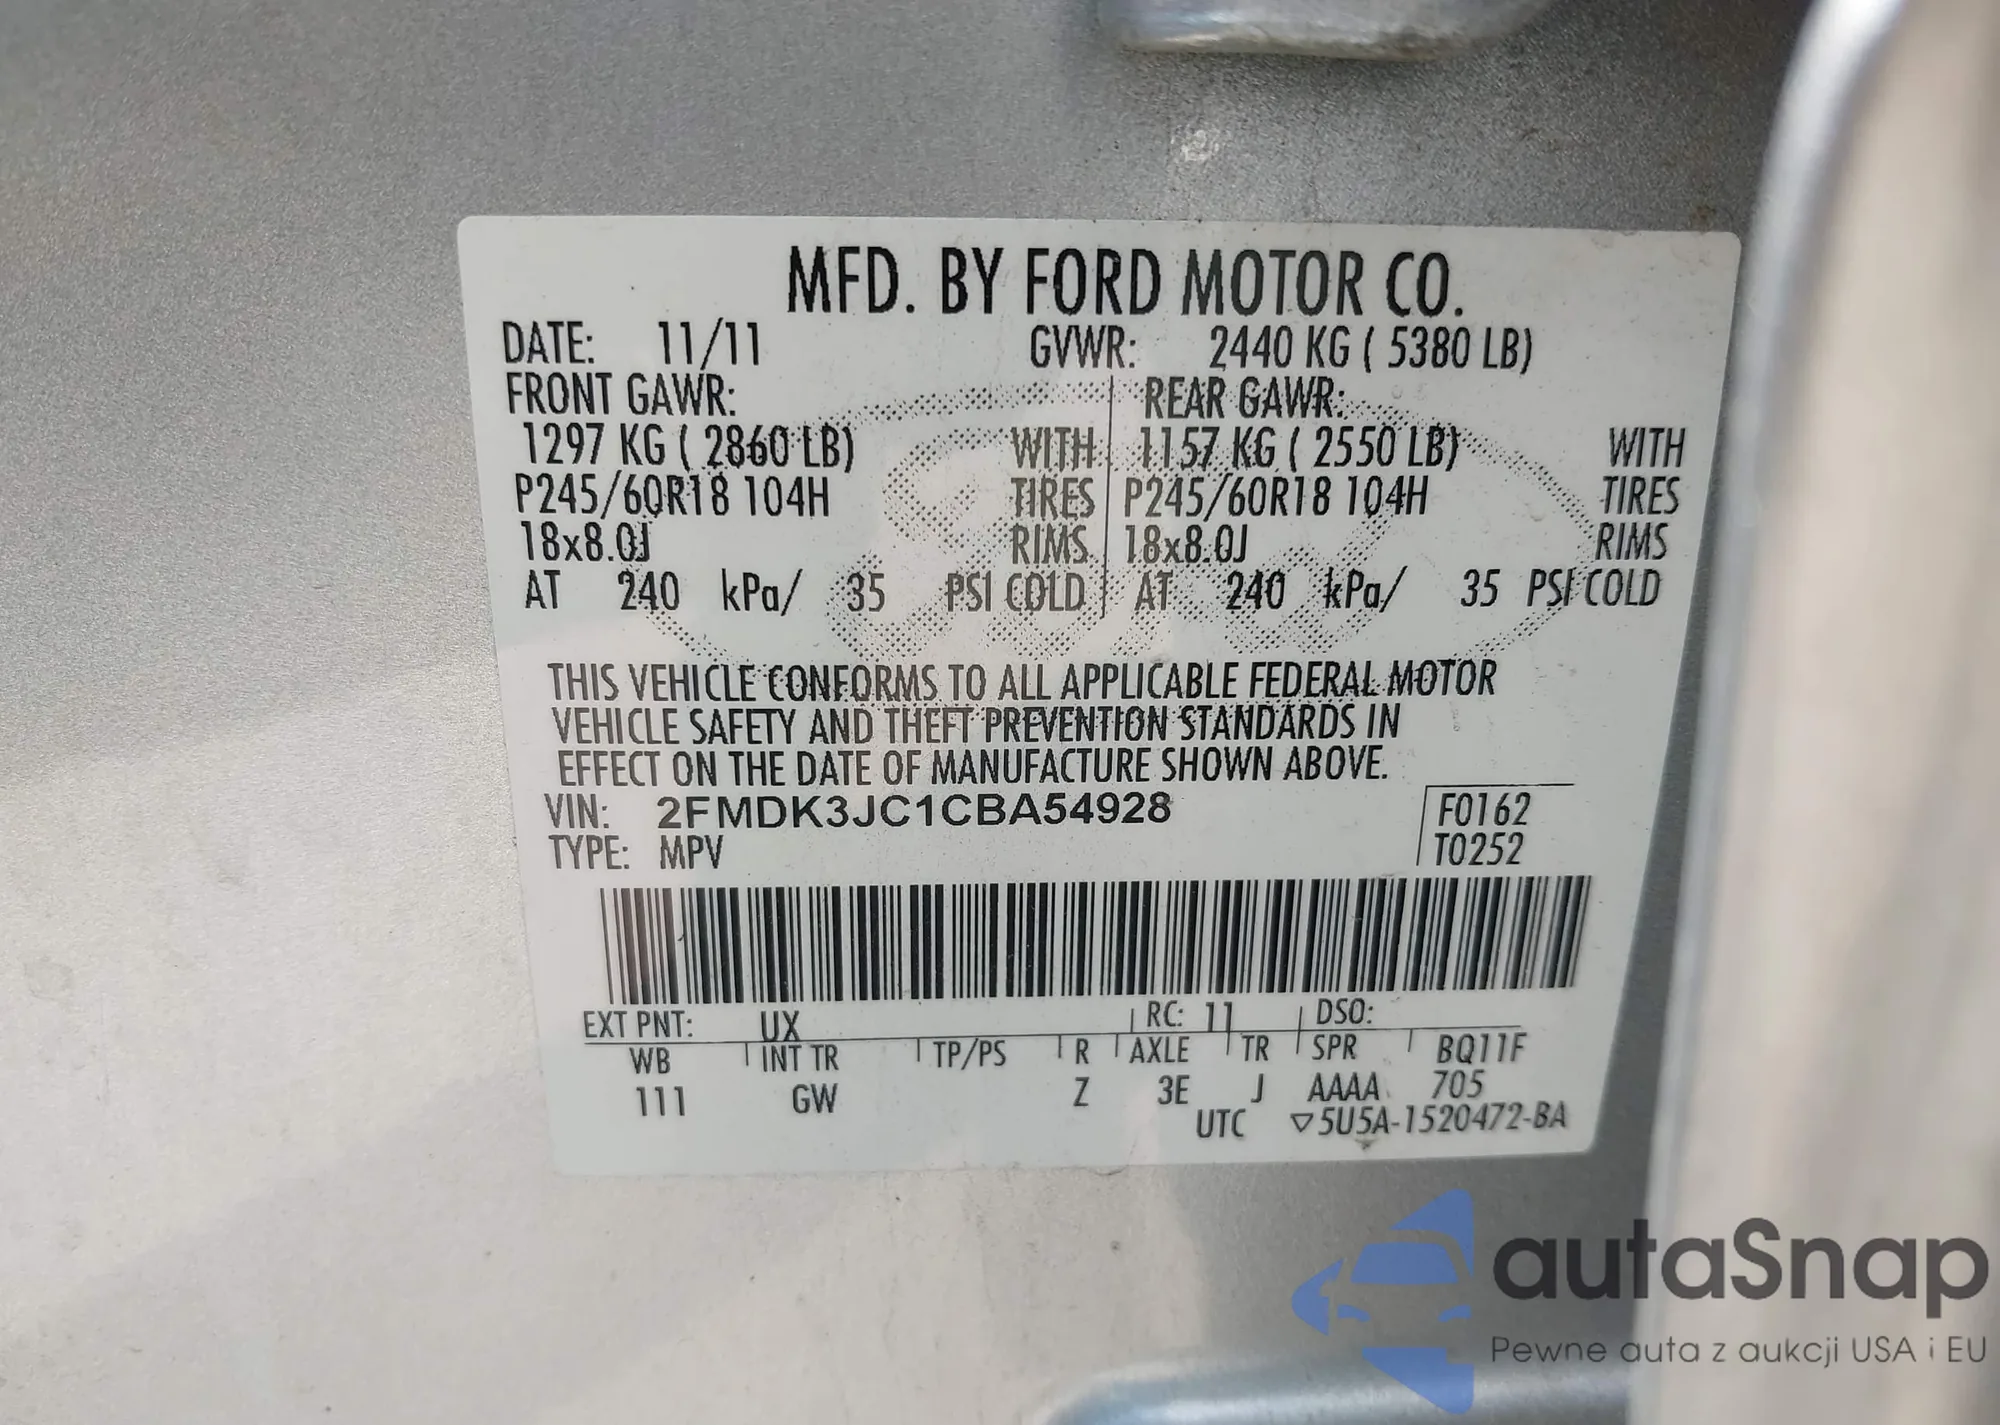 MFD. BY FORD MOTOR CO.
DATE: 11/11 GVWR: 2440 KG ( 5380 LB)
FRONT GAWR: REAR GAWR:
1297 KG ( 2860 LB) WITH 1157 KG ( 2550 LB) WITH
P245/60R18 104H TIRES P245/60R18 104H TIRES
18x8.0J RIMS 18x8.0J RIMS
AT 240 kPa/ 35 PSI COLD AT 240 kPa/ 35 PSI COLD
THIS VEHICLE CONFORMS TO ALL APPLICABLE FEDERAL MOTOR
VEHICLE SAFETY AND THEFT PREVENTION STANDARDS IN
EFFECT ON THE DATE OF MANUFACTURE SHOWN ABOVE.
VIN: 2FMDK3JC1CBA54928 F0162
TYPE: MPV T0252
EXT PNT: UX RC: 11 DSO:
WB INT TR TP/PS R AXLE TR SPR BQ11F
111 GW Z 3E J AAAA 705
UTC ▽5U5A-1520472-BA
autaSnap
Pewne auta z aukcji USA i EU